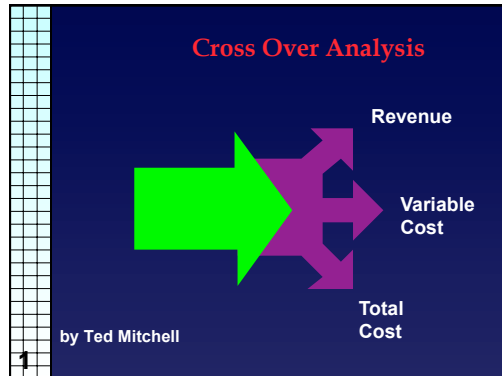 Cross Over Analysis
Revenue
Variable
Cost
Total
Cost
by Ted Mitchell
1